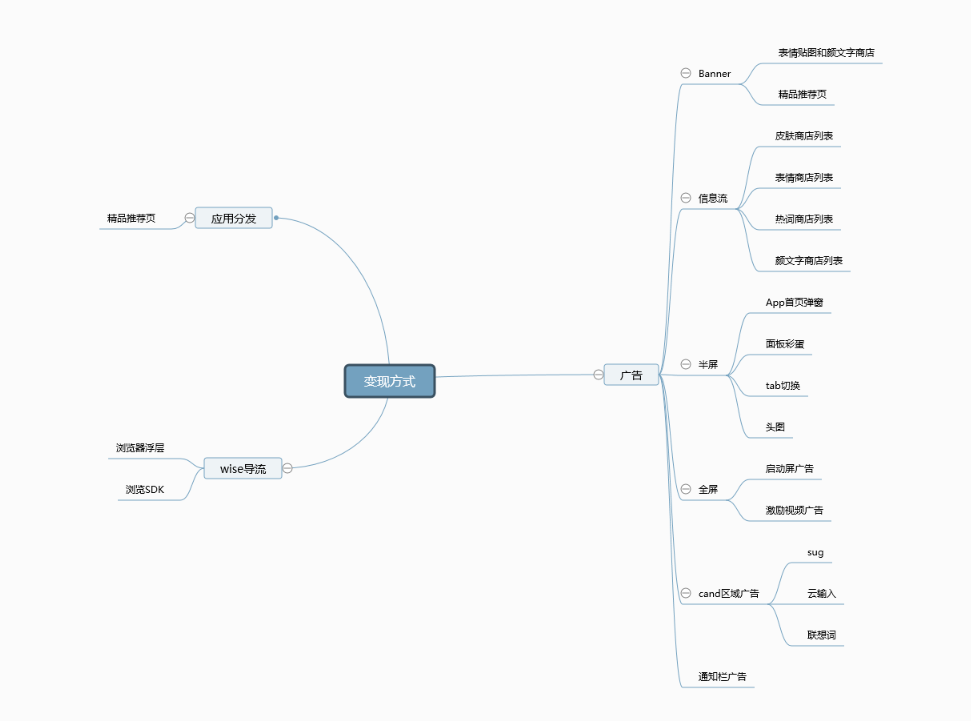 变现方式
广告
Banner
表情贴图和颜文字商店
精品推荐页
信息流
皮肤商店列表
表情商店列表
热词商店列表
颜文字商店列表
半屏
App首页弹窗
面板彩蛋
tab切换
头图
全屏
启动屏广告
激励视频广告
cand区域广告
sug
云输入
联想词
通知栏广告
应用分发
精品推荐页
wise导流
浏览器浮层
浏览SDK